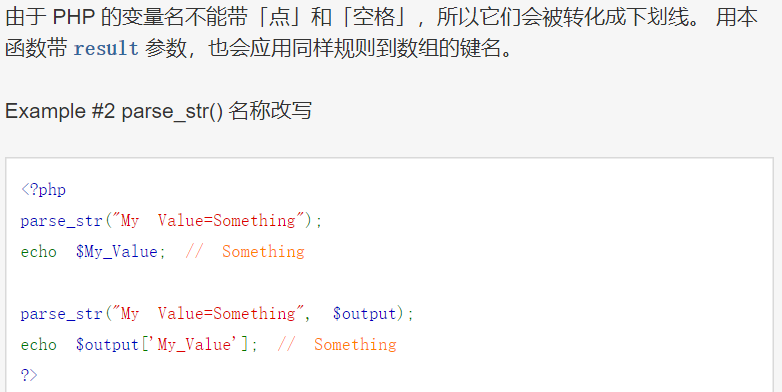 由于 PHP 的变量名不能带「点」和「空格」，所以它们会被转化成下划线。 用本
函数带 result 参数，也会应用同样规则到数组的键名。
Example #2 parse_str() 名称改写
<?php
parse_str("My Value=Something");
echo $My_Value; // Something
parse_str("My Value=Something", $output);
echo $output['My_Value']; // Something
?>